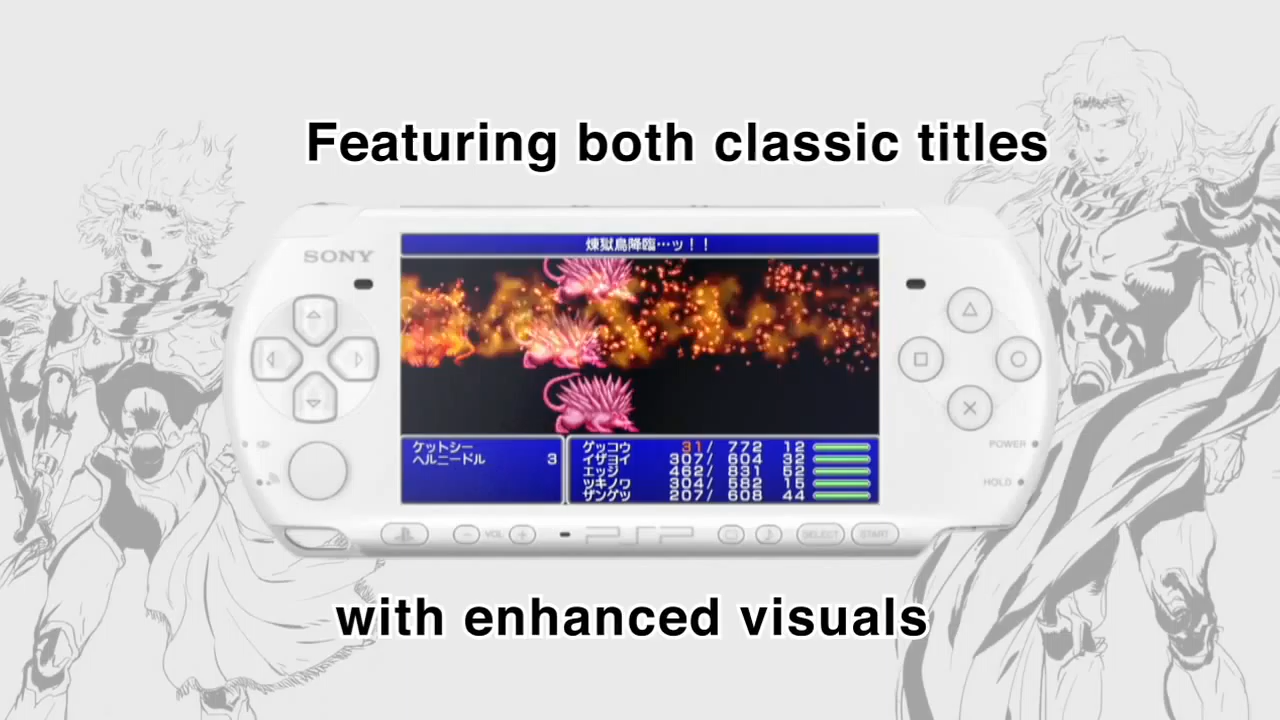 Featuring both classic titles
SONY
煉獄鳥降臨…ッ！！
ケットシー
ヘルニードル 3
ゲッコウ 31/ 772 12
イザヨイ 307/ 604 32
エッジ 462/ 831 52
ツキノワ 304/ 582 15
ザンゲツ 207/ 608 44
POWER
HOLD
VOL
PSP
SELECT
START
with enhanced visuals